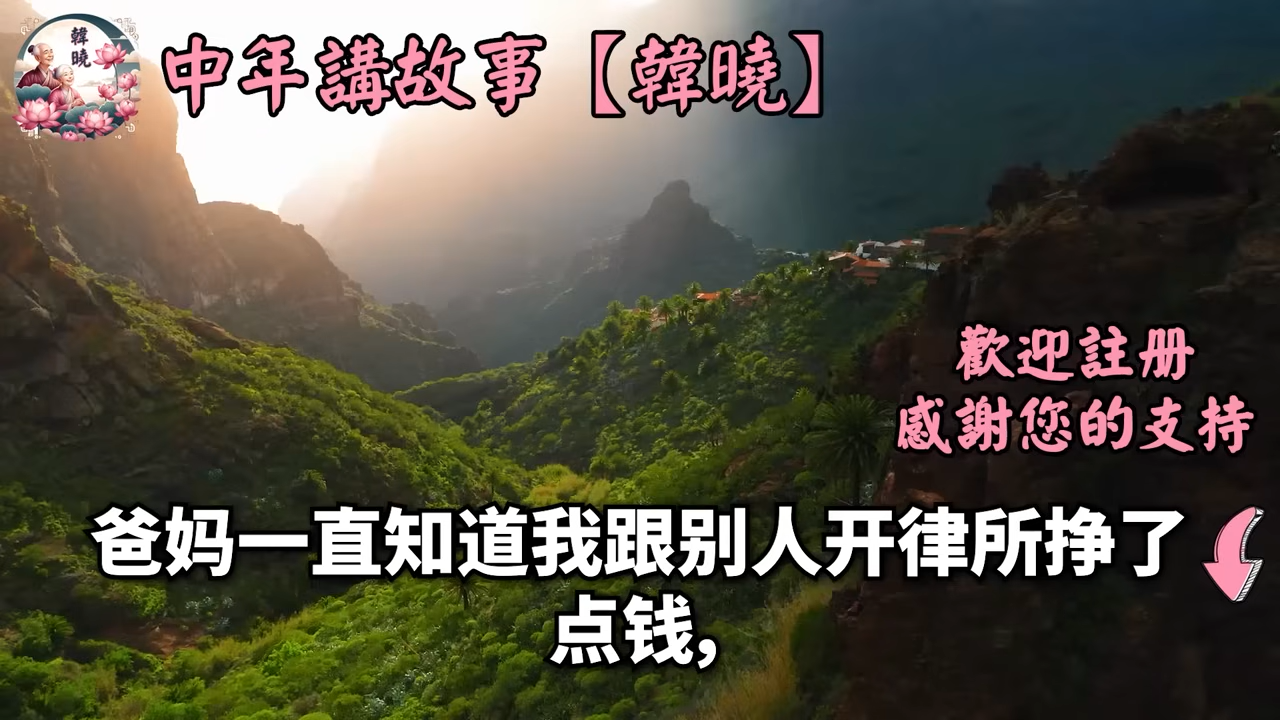 韓曉
中年講故事【韓曉】
歡迎註册
感謝您的支持
爸妈一直知道我跟别人开律所挣了
点钱,